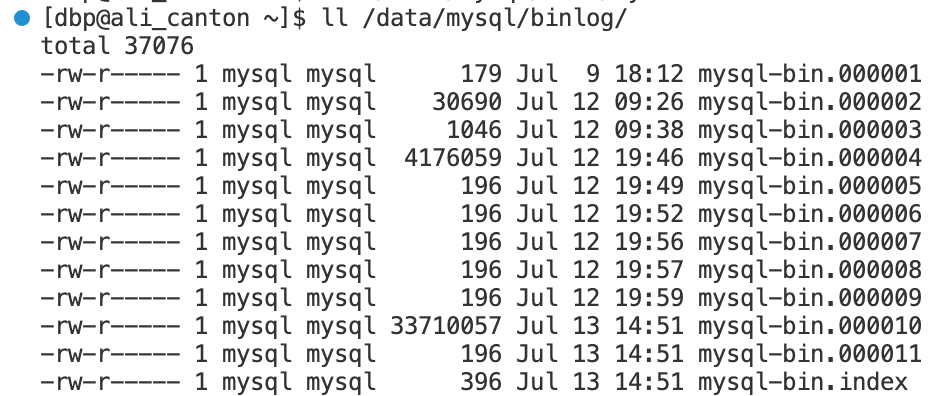 [dbp@ali_canton ~]$ ll /data/mysql/binlog/
total 37076
-rw-r----- 1 mysql mysql      179 Jul  9 18:12 mysql-bin.000001
-rw-r----- 1 mysql mysql    30690 Jul 12 09:26 mysql-bin.000002
-rw-r----- 1 mysql mysql     1046 Jul 12 09:38 mysql-bin.000003
-rw-r----- 1 mysql mysql  4176059 Jul 12 19:46 mysql-bin.000004
-rw-r----- 1 mysql mysql      196 Jul 12 19:49 mysql-bin.000005
-rw-r----- 1 mysql mysql      196 Jul 12 19:52 mysql-bin.000006
-rw-r----- 1 mysql mysql      196 Jul 12 19:56 mysql-bin.000007
-rw-r----- 1 mysql mysql      196 Jul 12 19:57 mysql-bin.000008
-rw-r----- 1 mysql mysql      196 Jul 12 19:59 mysql-bin.000009
-rw-r----- 1 mysql mysql 33710057 Jul 13 14:51 mysql-bin.000010
-rw-r----- 1 mysql mysql      196 Jul 13 14:51 mysql-bin.000011
-rw-r----- 1 mysql mysql      396 Jul 13 14:51 mysql-bin.index